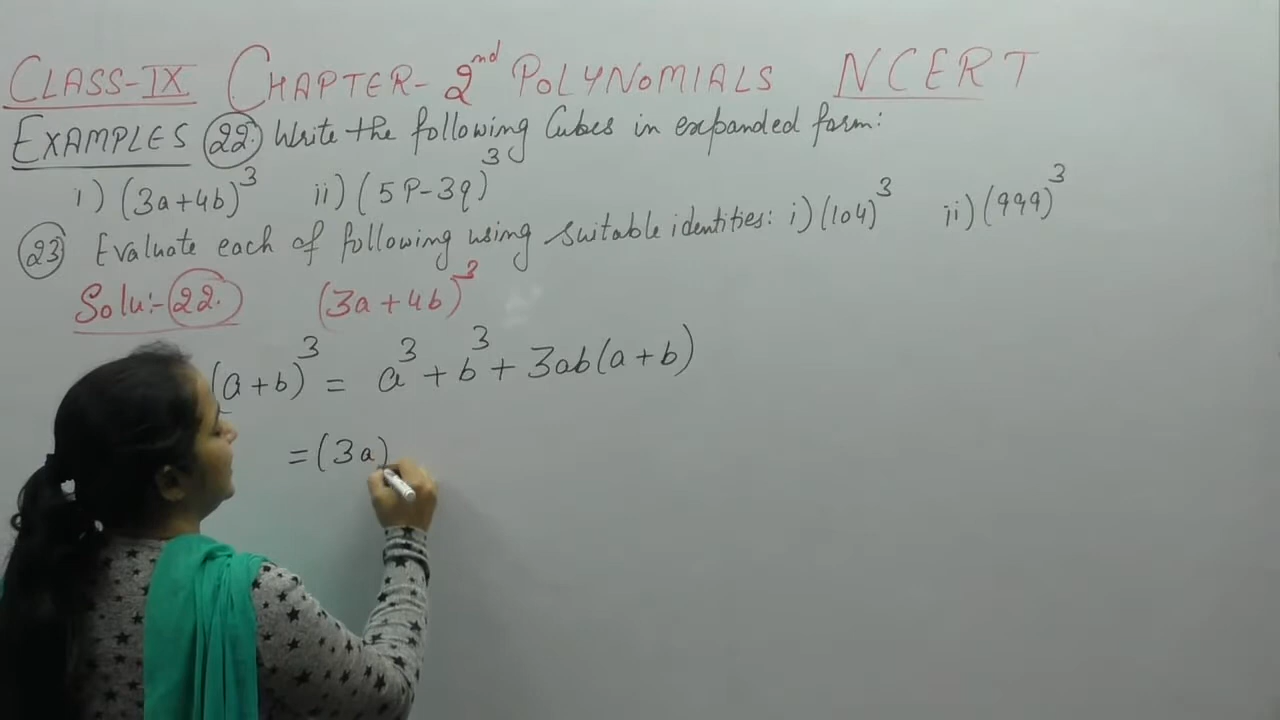 CLASS-IX CHAPTER-2nd POLYNOMIALS NCERT
EXAMPLES 22. Write the following Cubes in expanded form:
i) (3a+4b)³ ii) (5P-3q)³
23 Evaluate each of following using suitable identities: i) (104)³ ii) (999)³
Solu:-22. (3a+4b)³
(a+b)³ = a³+b³+3ab(a+b)
=(3a)